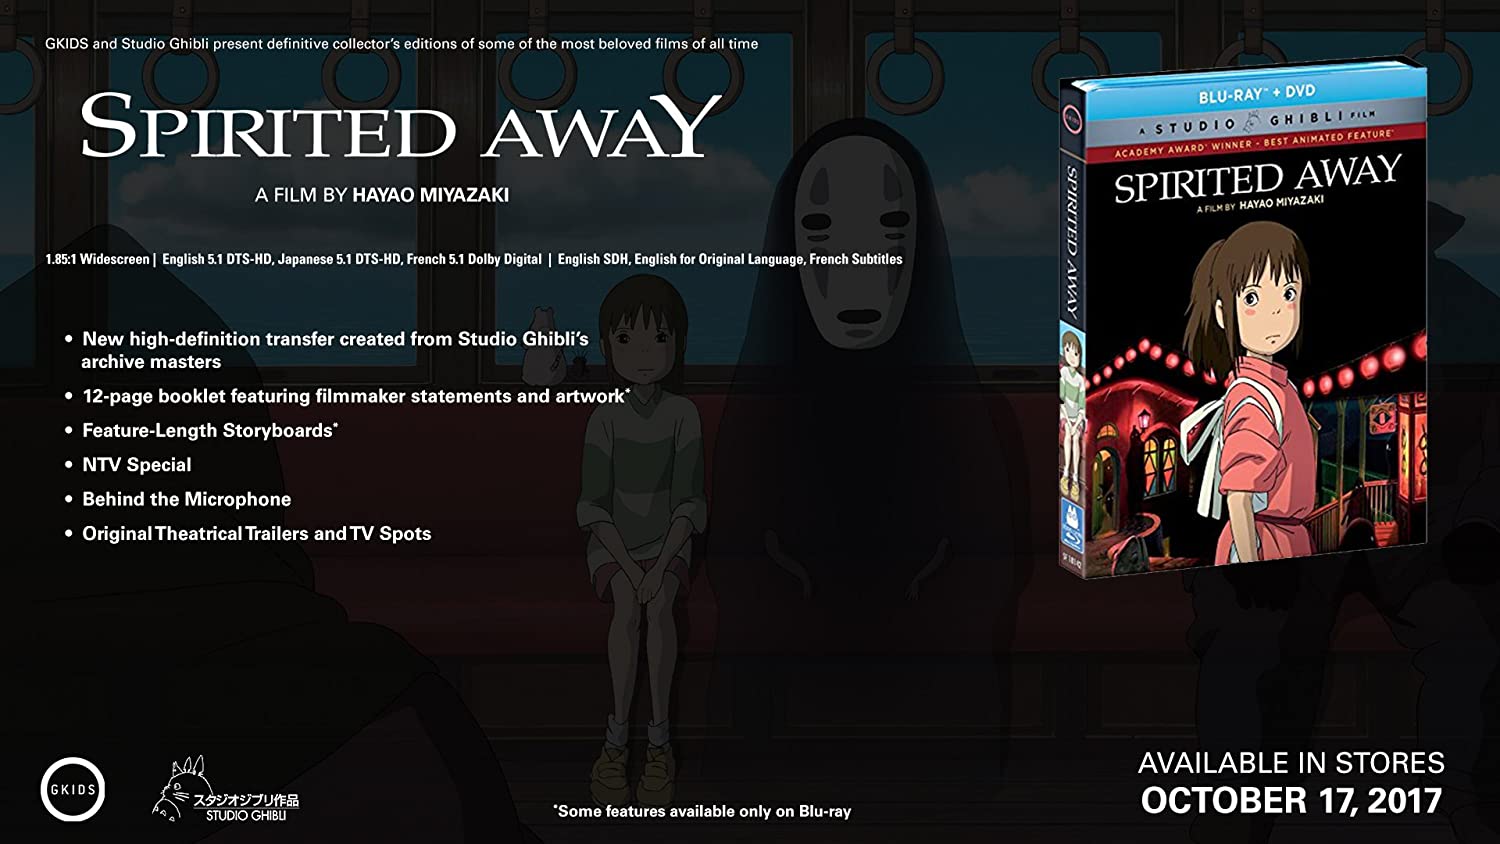 GKIDS and Studio Ghibli present definitive collector's editions of some of the most beloved films of all time
SPIRITED AWAY
A FILM BY HAYAO MIYAZAKI
1.85:1 Widescreen | English 5.1 DTS-HD, Japanese 5.1 DTS-HD, French 5.1 Dolby Digital | English SDH, English for Original Language, French Subtitles
• New high-definition transfer created from Studio Ghibli's
archive masters
• 12-page booklet featuring filmmaker statements and artwork*
• Feature-Length Storyboards*
• NTV Special
• Behind the Microphone
• Original Theatrical Trailers and TV Spots
BLU-RAY™ + DVD
A STUDIO GHIBLI FILM
ACADEMY AWARD® WINNER - BEST ANIMATED FEATURE®
SPIRITED AWAY
A FILM BY HAYAO MIYAZAKI
GKIDS
SPIRITED AWAY
GKIDS
スタジオジブリ作品
STUDIO GHIBLI
*Some features available only on Blu-ray
AVAILABLE IN STORES
OCTOBER 17, 2017